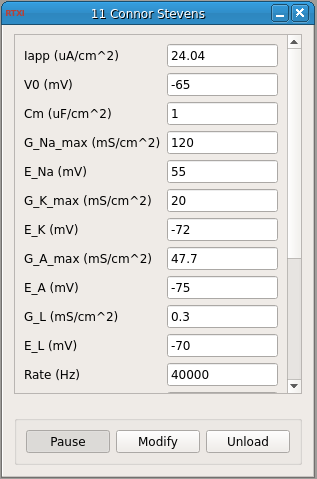 RTXI 11 Connor Stevens
Iapp (uA/cm^2) 24.04
V0 (mV) -65
Cm (uF/cm^2) 1
G_Na_max (mS/cm^2) 120
E_Na (mV) 55
G_K_max (mS/cm^2) 20
E_K (mV) -72
G_A_max (mS/cm^2) 47.7
E_A (mV) -75
G_L (mS/cm^2) 0.3
E_L (mV) -70
Rate (Hz) 40000
Pause Modify Unload